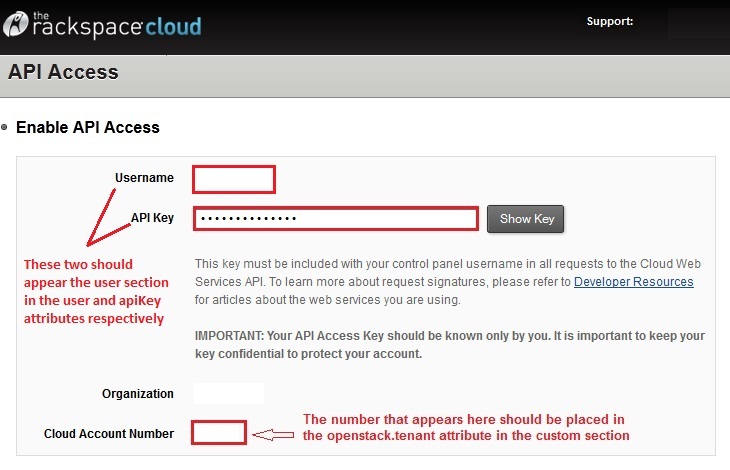 the
rackspacecloud
Support:
API Access
Enable API Access
Username
API Key
••••••••••••••
Show Key
These two should
appear the user section
in the user and apiKey
attributes respectively
This key must be included with your control panel username in all requests to the Cloud Web
Services API. To learn more about request signatures, please refer to Developer Resources
for articles about the web services you are using.
IMPORTANT: Your API Access Key should be known only by you. It is important to keep your
key confidential to protect your account.
Organization
Cloud Account Number
The number that appears here should be placed in
the openstack.tenant attribute in the custom section